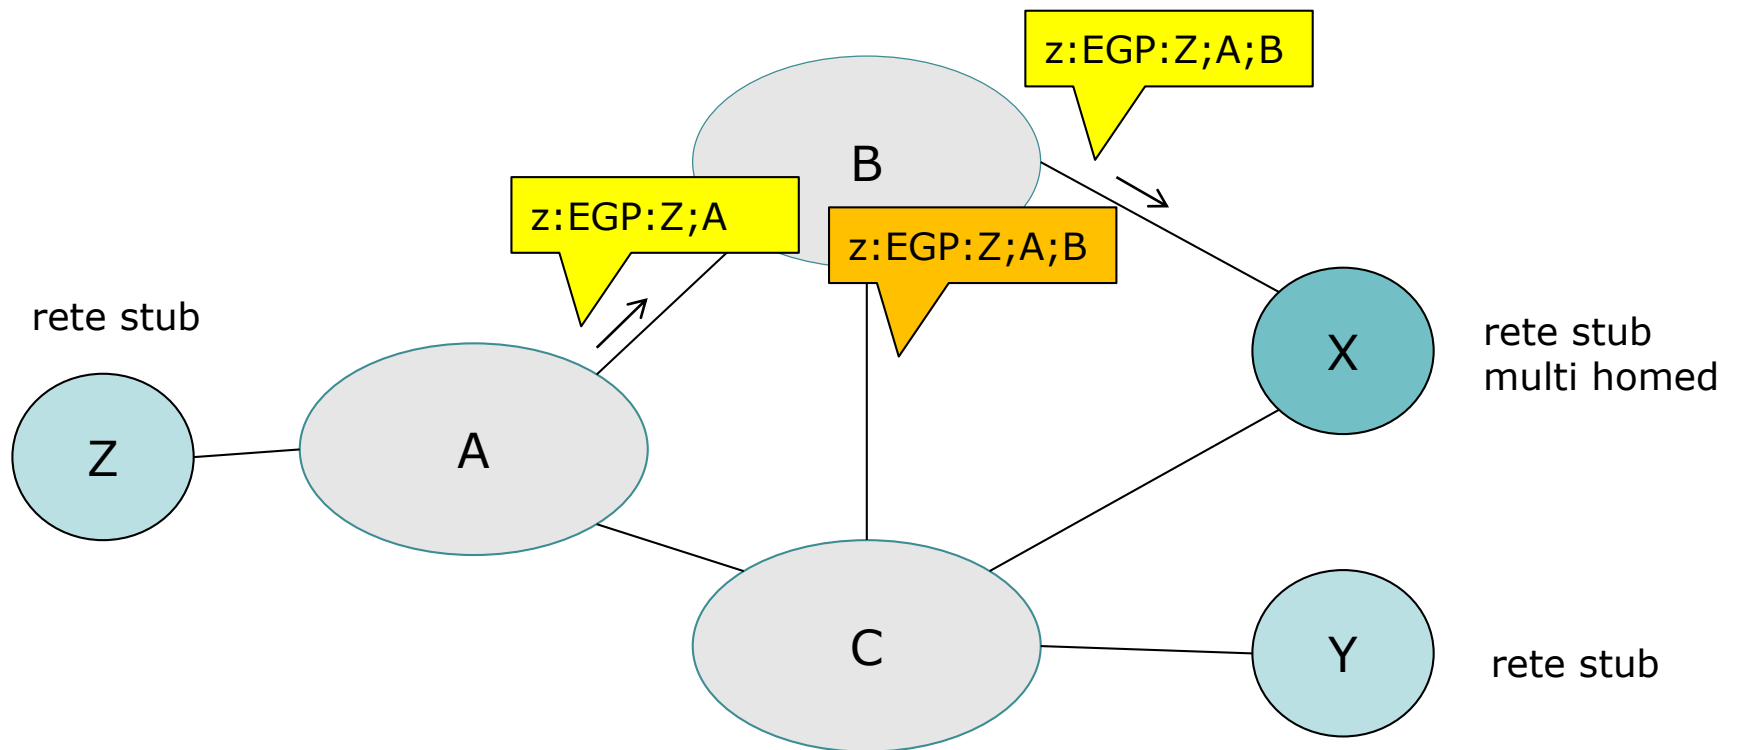 z:EGP:Z;A;B
B
z:EGP:Z;A
z:EGP:Z;A;B
rete stub
X
rete stub
multi homed
Z
A
C
Y
rete stub